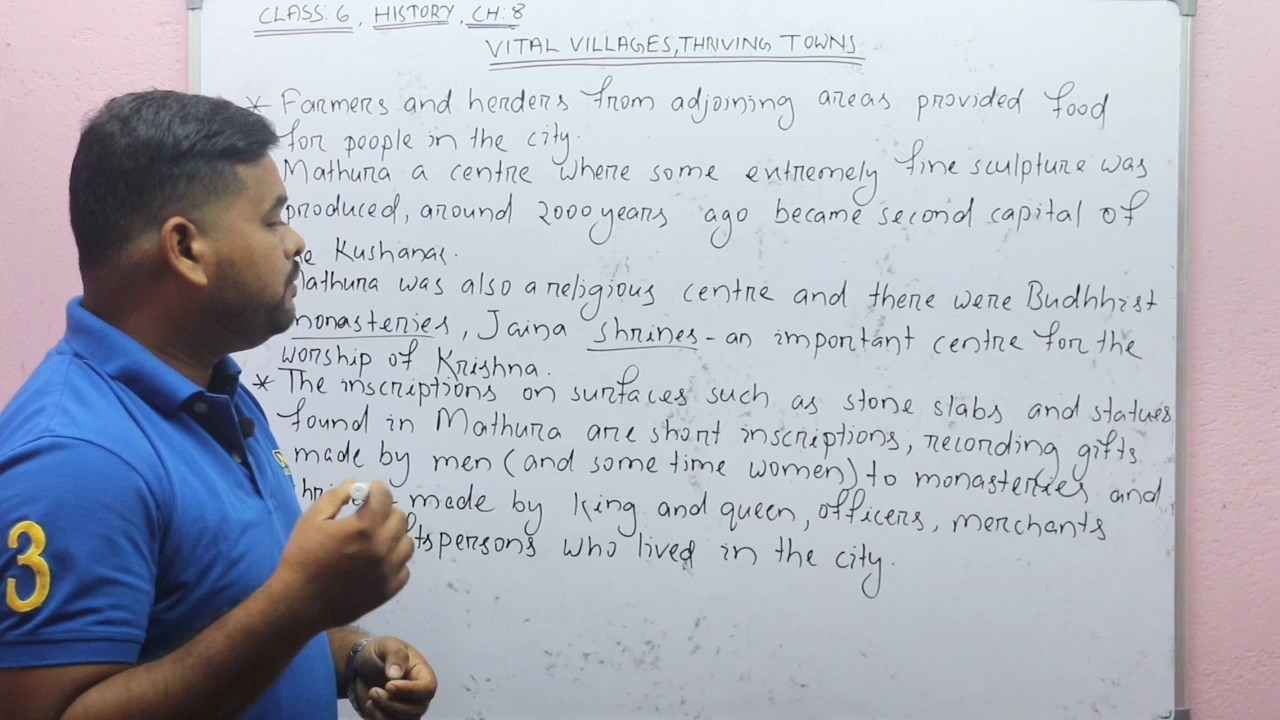 CLASS: 6, HISTORY, CH: 8
VITAL VILLAGES, THRIVING TOWNS
* Farmers and herders from adjoining areas provided food
for people in the city.
Mathura a centre where some extremely fine sculpture was
produced, around 2000 years ago became second capital of
Kushanas.
Mathura was also a religious centre and there were Budhhist
monasteries, Jaina shrines - an important centre for the
worship of Krishna.
* The inscriptions on surfaces such as stone slabs and statues
found in Mathura are short inscriptions, recording gifts
made by men (and some time women) to monasteries and
- made by king and queen, officers, merchants
who lived in the city.
3